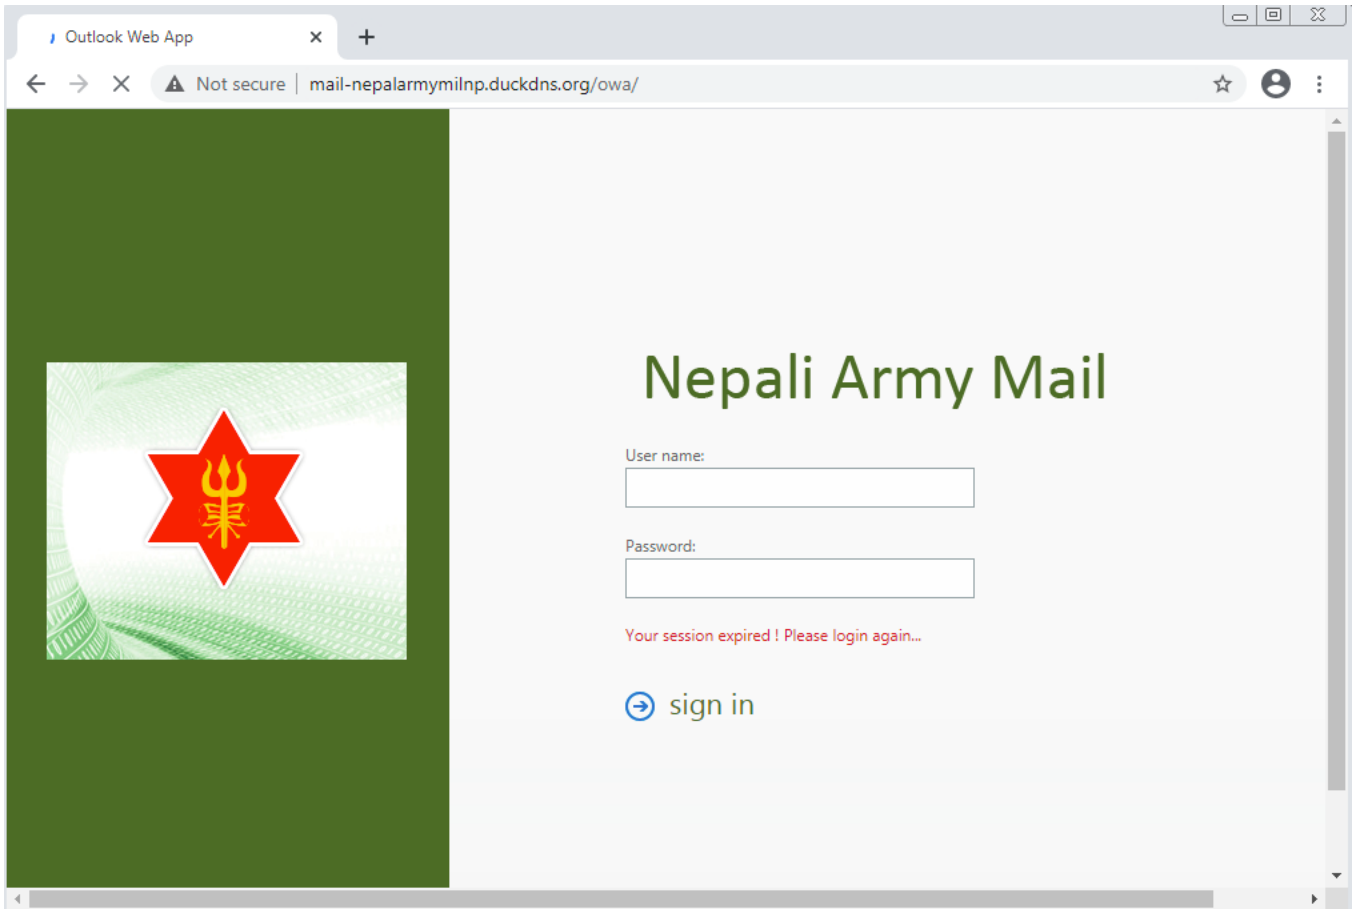 Outlook Web App
Not secure mail-nepalarmymilnp.duckdns.org/owa/
Nepali Army Mail
User name:
Password:
Your session expired ! Please login again...
sign in